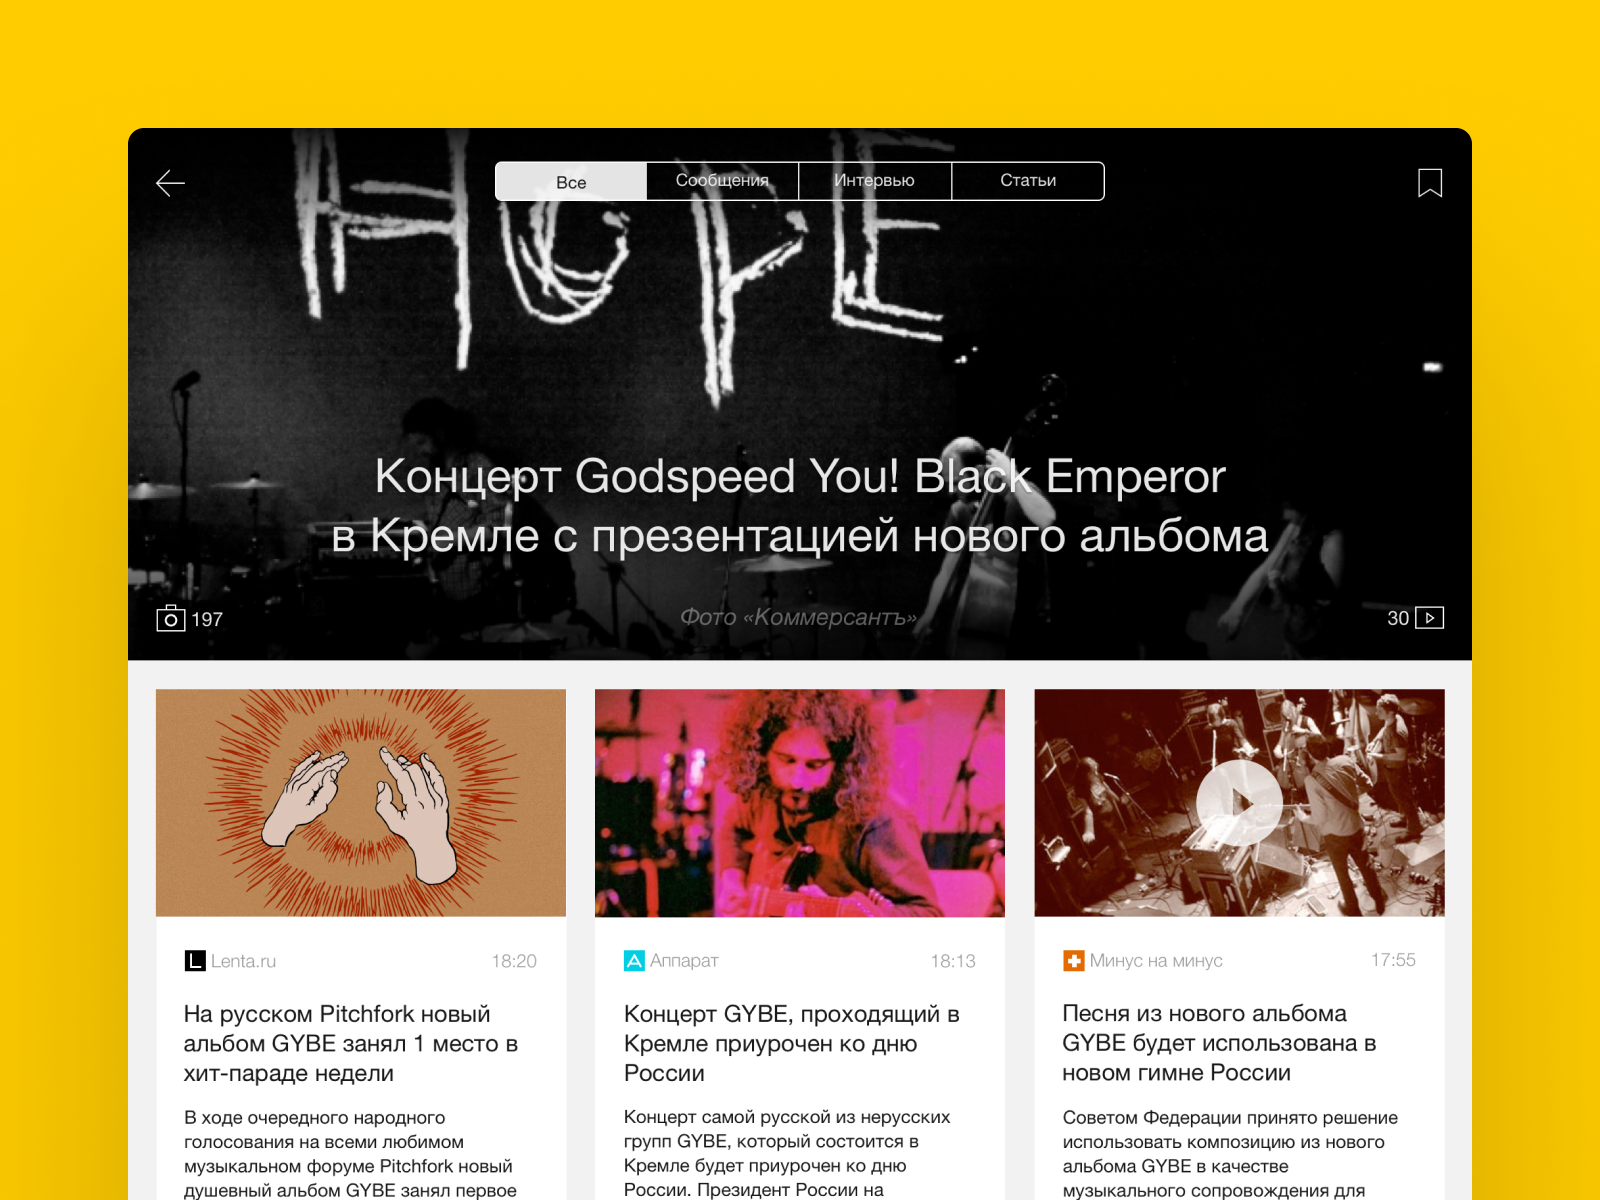 Все
Сообщения
Интервью
Статьи
HOPE
Концерт Godspeed You! Black Emperor
в Кремле с презентацией нового альбома
197
Фото «Коммерсантъ»
30
Lenta.ru
18:20
На русском Pitchfork новый
альбом GYBE занял 1 место в
хит-параде недели
В ходе очередного народного
голосования на всеми любимом
музыкальном форуме Pitchfork новый
душевный альбом GYBE занял первое
Аппарат
18:13
Концерт GYBE, проходящий в
Кремле приурочен ко дню
России
Концерт самой русской из нерусских
групп GYBE, который состоится в
Кремле будет приурочен ко дню
России. Президент России на
Минус на минус
17:55
Песня из нового альбома
GYBE будет использована в
новом гимне России
Советом Федерации принято решение
использовать композицию из нового
альбома GYBE в качестве
музыкального сопровождения для